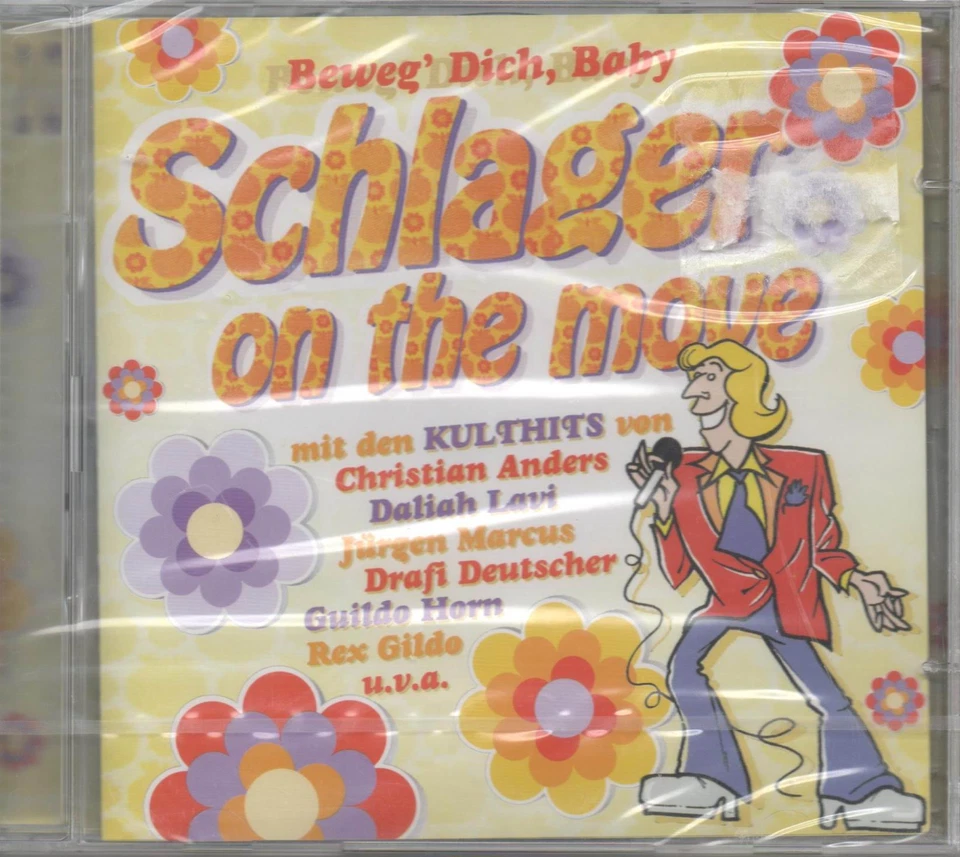 Beweg' Dich, Baby
Schlager
on the move
mit den KULTHITS von
Christian Anders
Daliah Lavi
Jürgen Marcus
Drafi Deutscher
Guildo Horn
Rex Gildo
u.v.a.